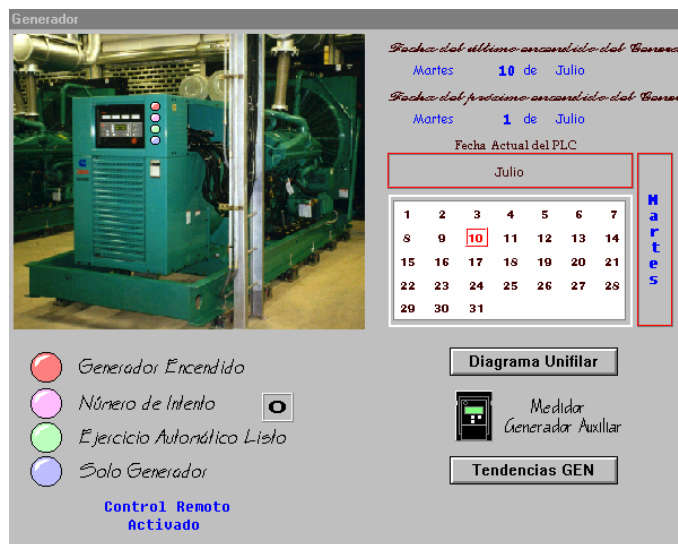 Generador
Fecha del último encendido del Genera
Martes 10 de Julio
Fecha del próximo encendido del Gener
Martes 1 de Julio
Fecha Actual del PLC
Julio
Martes
1 2 3 4 5 6 7
8 9 10 11 12 13 14
15 16 17 18 19 20 21
22 23 24 25 26 27 28
29 30 31
Generador Encendido
Número de Intento 0
Ejercicio Automático Listo
Solo Generador
Control Remoto
Activado
Diagrama Unifilar
Medidor
Generador Auxiliar
Tendencias GEN